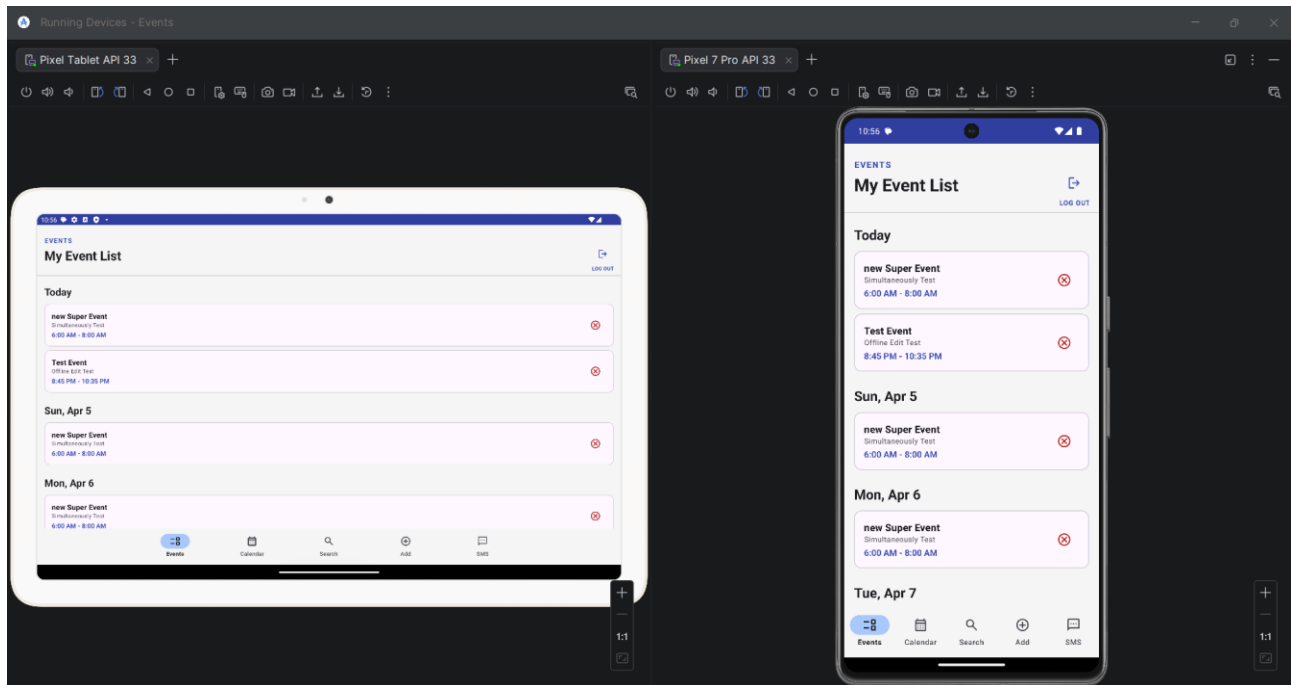 Running Devices - Events
Pixel Tablet API 33
10:56
EVENTS
My Event List
LOG OUT
Today
new Super Event
Simultaneously Test
6:00 AM - 8:00 AM
Test Event
Offline Edit Test
8:45 PM - 10:35 PM
Sun, Apr 5
new Super Event
Simultaneously Test
6:00 AM - 8:00 AM
Mon, Apr 6
new Super Event
Simultaneously Test
6:00 AM - 8:00 AM
Events
Calendar
Search
Add
SMS
1:1
Pixel 7 Pro API 33
10:56
EVENTS
My Event List
LOG OUT
Today
new Super Event
Simultaneously Test
6:00 AM - 8:00 AM
Test Event
Offline Edit Test
8:45 PM - 10:35 PM
Sun, Apr 5
new Super Event
Simultaneously Test
6:00 AM - 8:00 AM
Mon, Apr 6
new Super Event
Simultaneously Test
6:00 AM - 8:00 AM
Tue, Apr 7
Events
Calendar
Search
Add
SMS
1:1